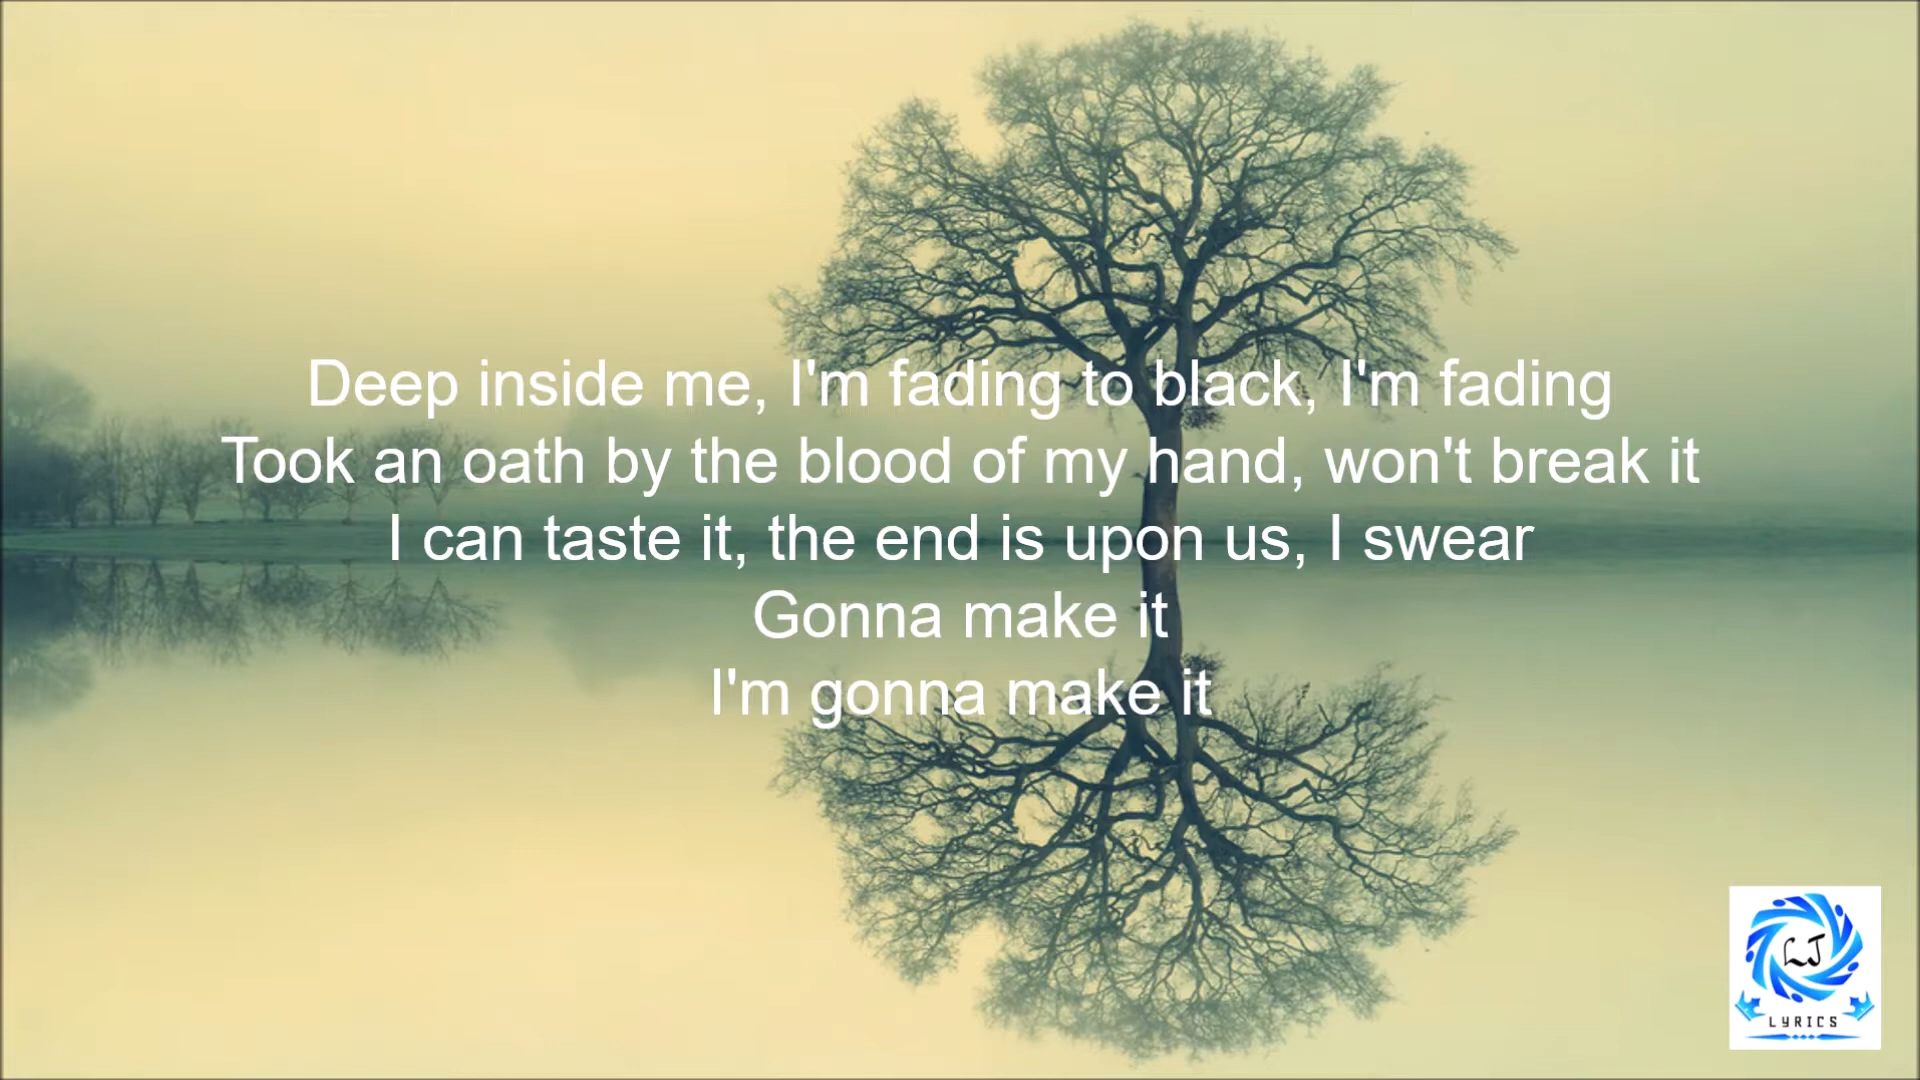 Deep inside me, I'm fading to black, I'm fading
Took an oath by the blood of my hand, won't break it
I can taste it, the end is upon us, I swear
Gonna make it
I'm gonna make it
LJ
LYRICS